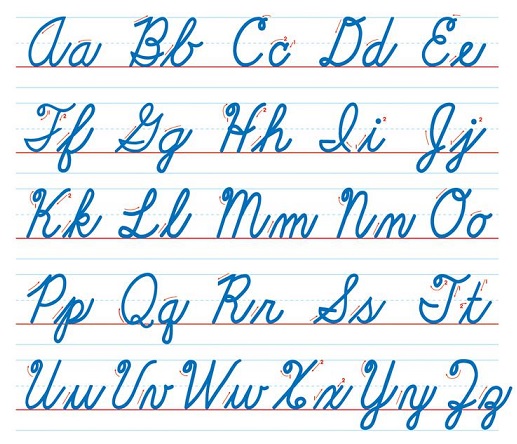 Aa Bb Cc Dd Ee
Ff Gg Hh Ii Jj
Kk Ll Mm Nn Oo
Pp Qq Rr Ss Tt
Uu Vv Ww Xx Yy Zz